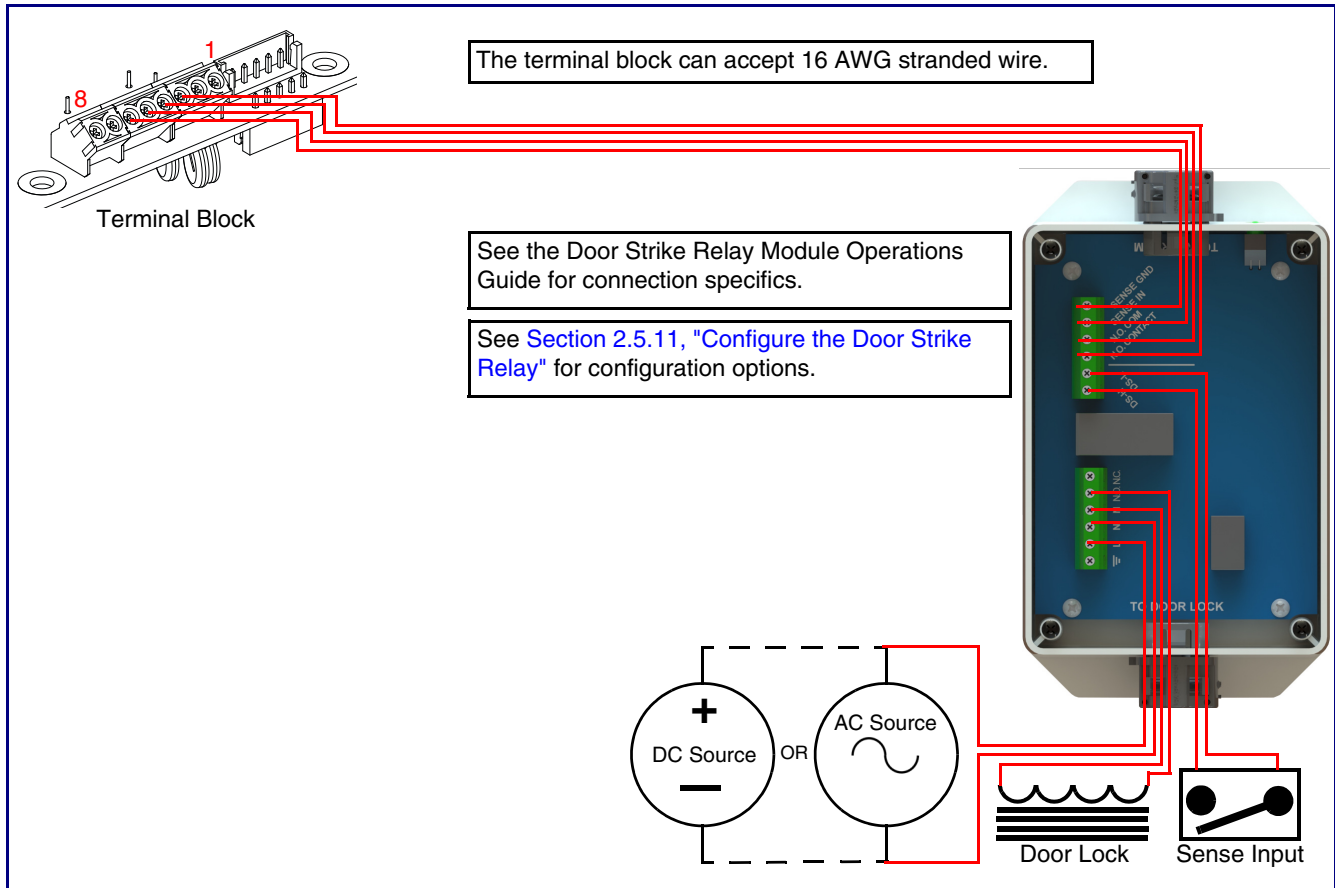 1
8
The terminal block can accept 16 AWG stranded wire.
Terminal Block
See the Door Strike Relay Module Operations
Guide for connection specifics.
See Section 2.5.11, "Configure the Door Strike
Relay" for configuration options.
SENSE GND
SENSE IN
N.O. COM
N.O. CONTACT
N.O. N.C.
N
L
TO DOOR LOCK
+
DC Source
OR
AC Source
Door Lock
Sense Input